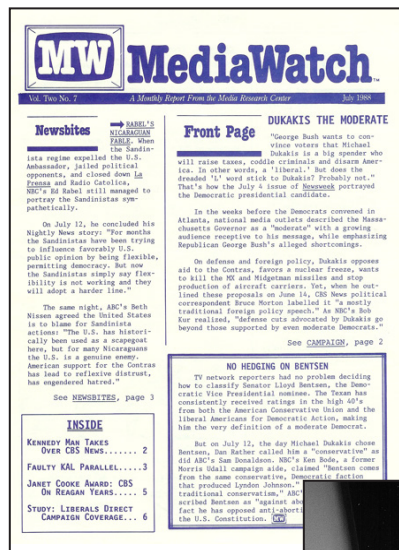 MW MediaWatch™
Vol. Two No. 7 A Monthly Report From the Media Research Center July 1988
Newsbites
RABEL'S
NICARAGUAN
FABLE. When
the Sandin-
ista regime expelled the U.S.
Ambassador, jailed political
opponents, and closed down La
Prensa and Radio Catolica,
NBC's Ed Rabel still managed to
portray the Sandinistas sym-
pathetically.
On July 12, he concluded his
Nightly News story: "For months
the Sandinistas have been trying
to influence favorably U.S.
public opinion by being flexible,
permitting democracy. But now
the Sandinistas simply say flex-
ibility is not working and they
will adopt a harder line."
The same night, ABC's Beth
Nissen agreed the United States
is to blame for Sandinista
actions: "The U.S. has histori-
cally been used as a scapegoat
here, but for many Nicaraguans
the U.S. is a genuine enemy.
American support for the Contras
has lead to reflexive distrust,
has engendered hatred."
See NEWSBITES, page 3
INSIDE
KENNEDY MAN TAKES
OVER CBS NEWS....... 2
FAULTY KAL PARALLEL.....3
JANET COOKE AWARD: CBS
ON REAGAN YEARS..... 5
STUDY: LIBERALS DIRECT
CAMPAIGN COVERAGE... 6
Front Page
DUKAKIS THE MODERATE
"George Bush wants to con-
vince voters that Michael
Dukakis is a big spender who
will raise taxes, coddle criminals and disarm Amer-
ica. In other words, a 'liberal.' But does the
dreaded 'L' word stick to Dukakis? Probably not."
That's how the July 4 issue of Newsweek portrayed
the Democratic presidential candidate.
In the weeks before the Democrats convened in
Atlanta, national media outlets described the Massa-
chusetts Governor as a "moderate" with a growing
audience receptive to his message, while emphasizing
Republican George Bush's alleged shortcomings.
On defense and foreign policy, Dukakis opposes
aid to the Contras, favors a nuclear freeze, wants
to kill the MX and Midgetman missiles and stop
production of aircraft carriers. Yet, when he out-
lined these proposals on June 14, CBS News political
correspondent Bruce Morton labelled it "a mostly
traditional foreign policy speech." As NBC's Bob
Kur realized, "defense cuts advocated by Dukakis go
beyond those supported by even moderate Democrats."
See CAMPAIGN, page 2
NO HEDGING ON BENTSEN
TV network reporters had no problem deciding
how to classify Senator Lloyd Bentsen, the Demo-
cratic Vice Presidential nominee. The Texan has
consistently received ratings in the high 40's
from both the American Conservative Union and the
liberal Americans for Democratic Action, making
him the very definition of a moderate Democrat.
But on July 12, the day Michael Dukakis chose
Bentsen, Dan Rather called him a "conservative" as
did ABC's Sam Donaldson. NBC's Ken Bode, a former
Morris Udall campaign aide, claimed "Bentsen comes
from the same conservative, Democratic faction
that produced Lyndon Johnson."
traditional conservatism," ABC'
scribed Bentsen as "against abo
fact he has opposed anti-aborti
the U.S. Constitution. MW